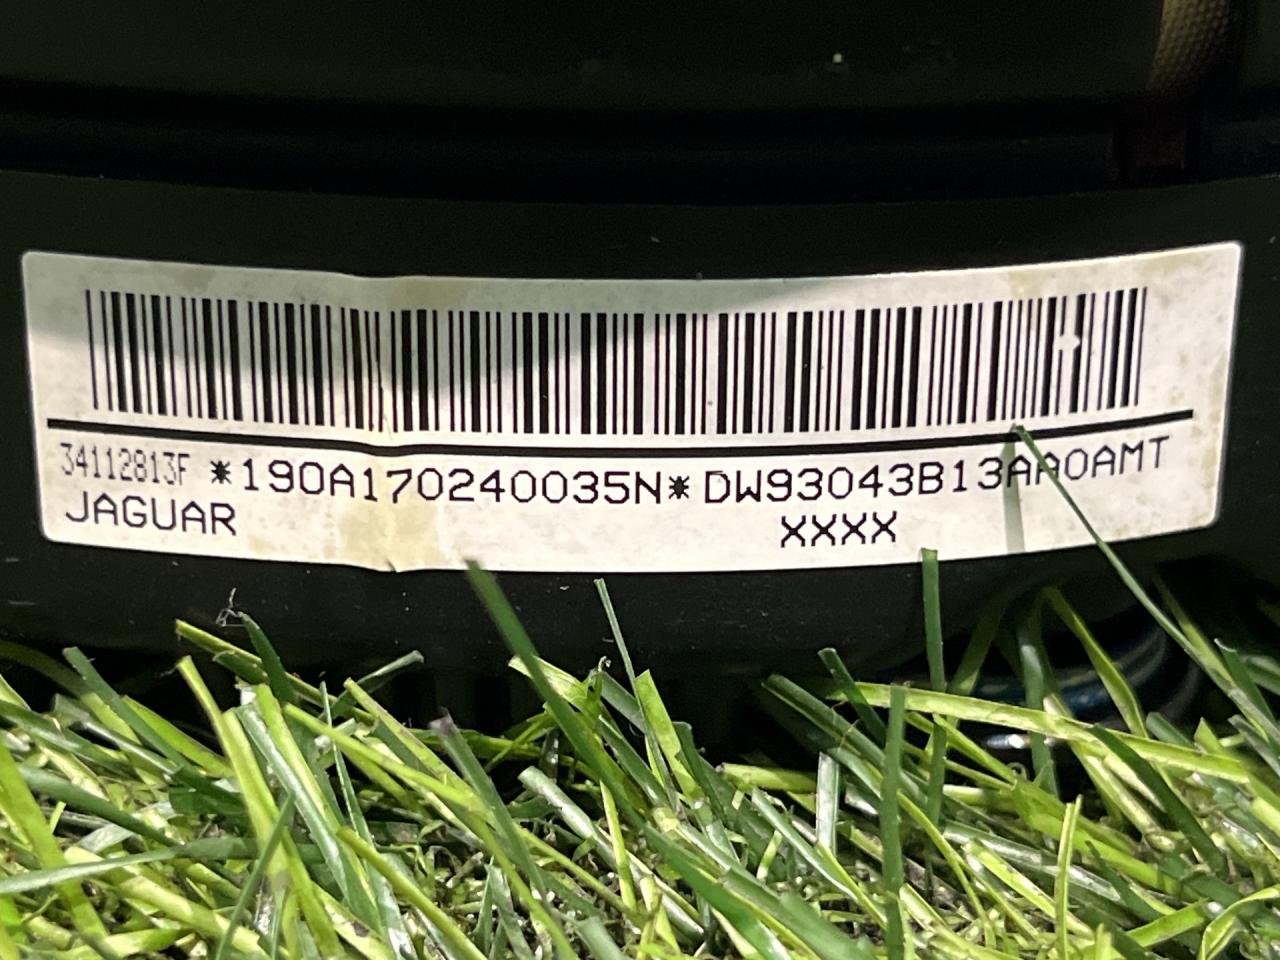 34112813F *190A170240035N* DW93043B13AA0AMT
JAGUAR XXXX